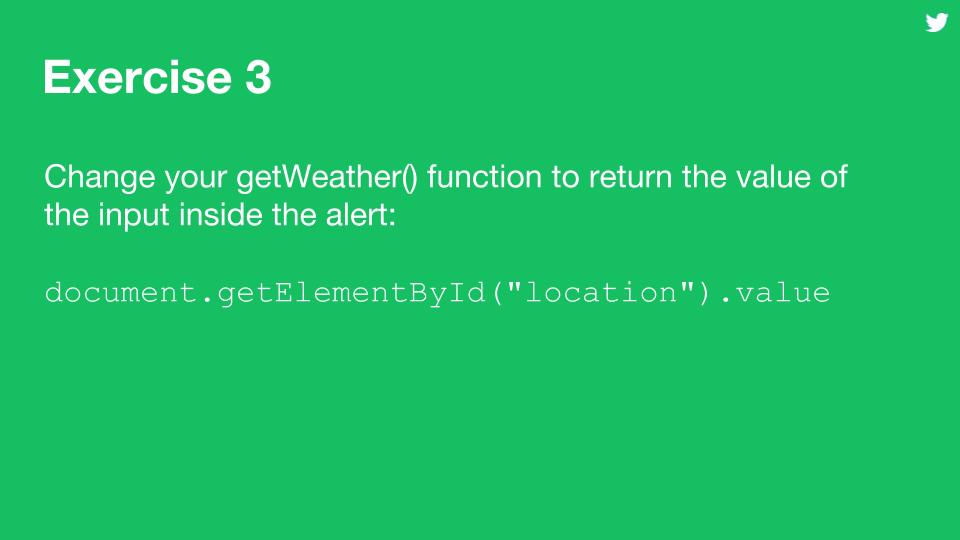 Exercise 3
Change your getWeather() function to return the value of
the input inside the alert:
document.getElementById("location").value